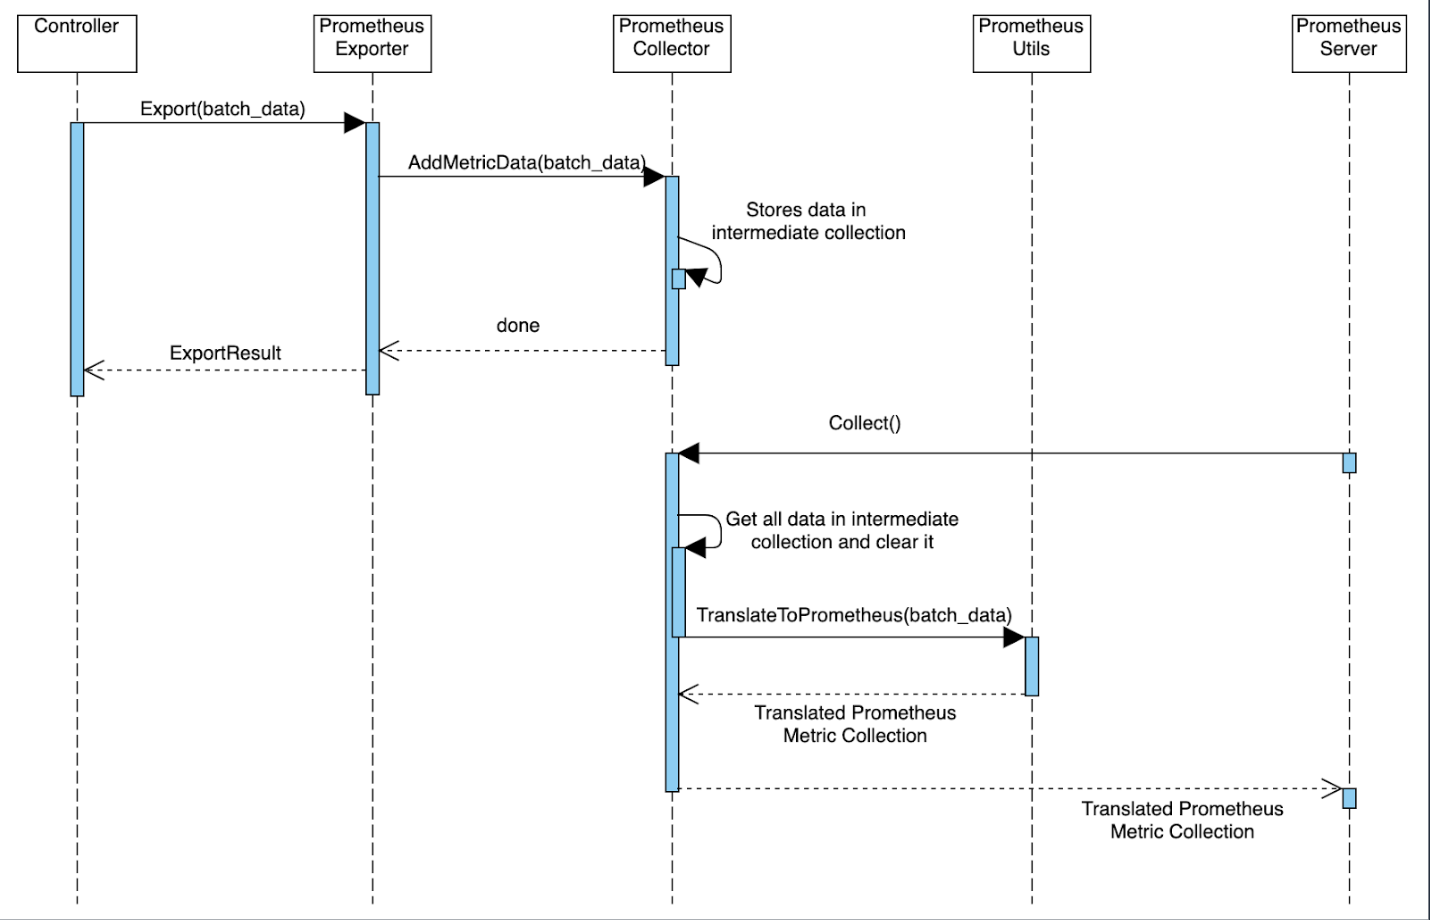 Controller
Prometheus
Exporter
Prometheus
Collector
Prometheus
Utils
Prometheus
Server
Export(batch_data)
AddMetricData(batch_data)
Stores data in
intermediate collection
done
ExportResult
Collect()
Get all data in intermediate
collection and clear it
TranslateToPrometheus(batch_data)
Translated Prometheus
Metric Collection
Translated Prometheus
Metric Collection